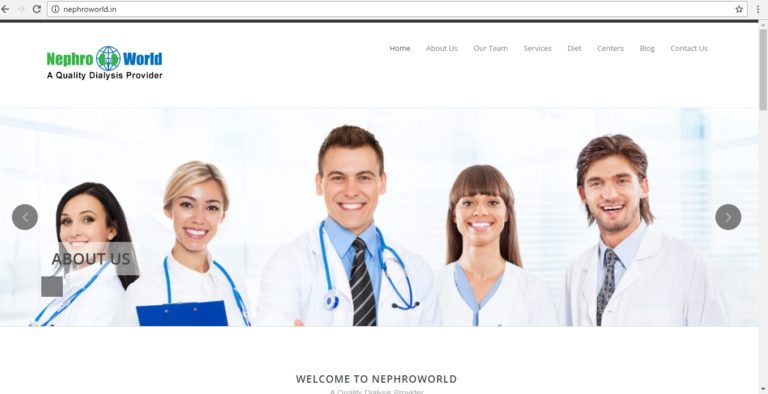 nephroworld.in
Nephro World
A Quality Dialysis Provider
Home About Us Our Team Services Diet Centers Blog Contact Us
ABOUT US
WELCOME TO NEPHROWORLD
A Quality Dialysis Provider